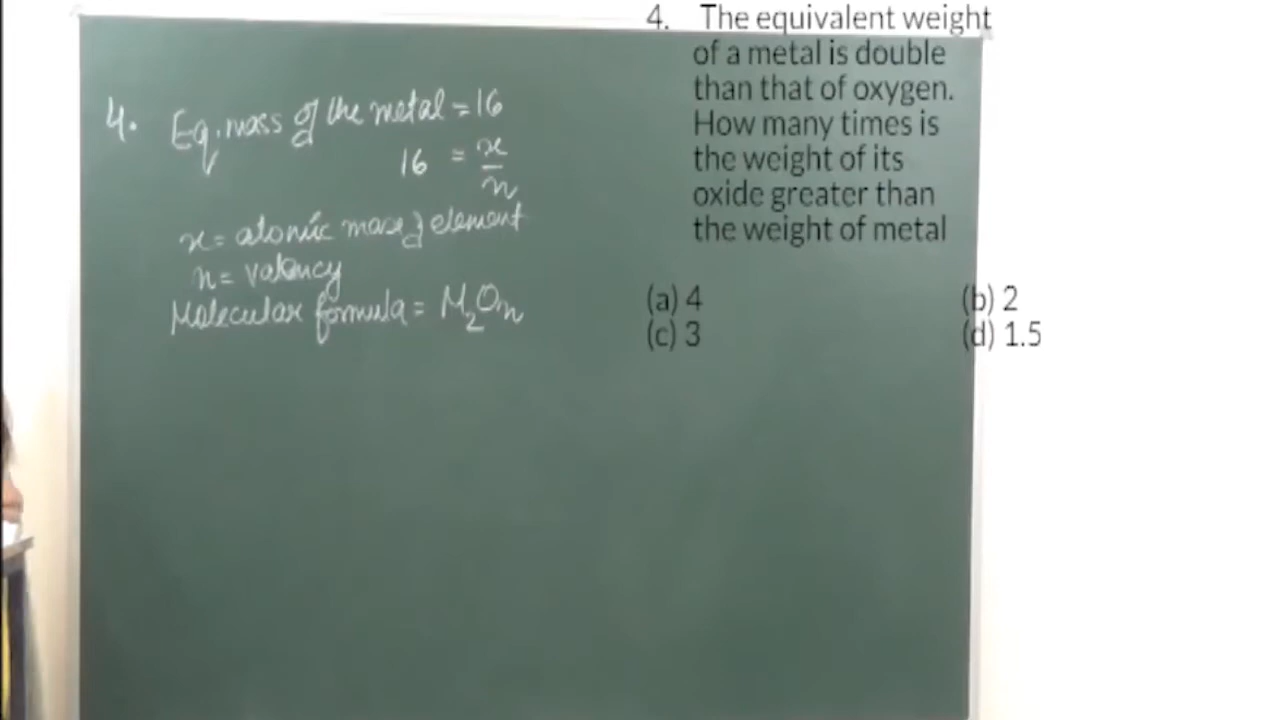 4. Eq. mass of the metal = 16
16 = x/n
x = atomic mass of element
n = valency
Molecular formula = M₂Oₙ
4. The equivalent weight
of a metal is double
than that of oxygen.
How many times is
the weight of its
oxide greater than
the weight of metal
(a) 4 (b) 2
(c) 3 (d) 1.5